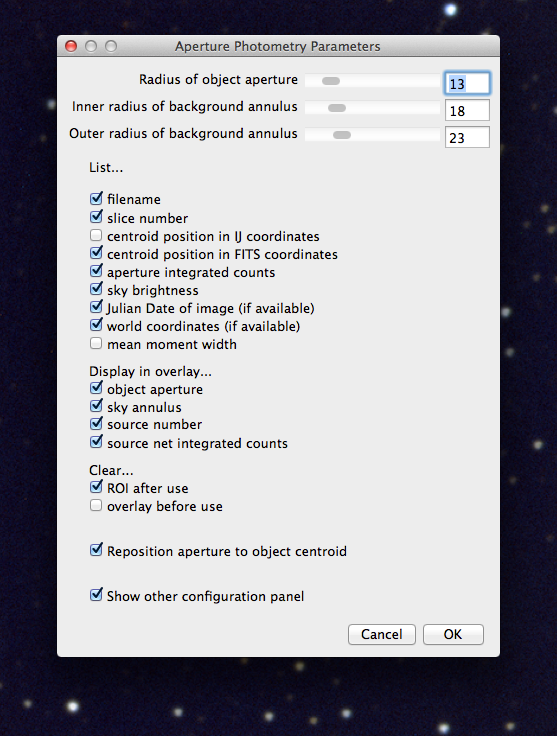 Aperture Photometry Parameters
Radius of object aperture 13
Inner radius of background annulus 18
Outer radius of background annulus 23
List...
filename
slice number
centroid position in IJ coordinates
centroid position in FITS coordinates
aperture integrated counts
sky brightness
Julian Date of image (if available)
world coordinates (if available)
mean moment width
Display in overlay...
object aperture
sky annulus
source number
source net integrated counts
Clear...
ROI after use
overlay before use
Reposition aperture to object centroid
Show other configuration panel
Cancel OK